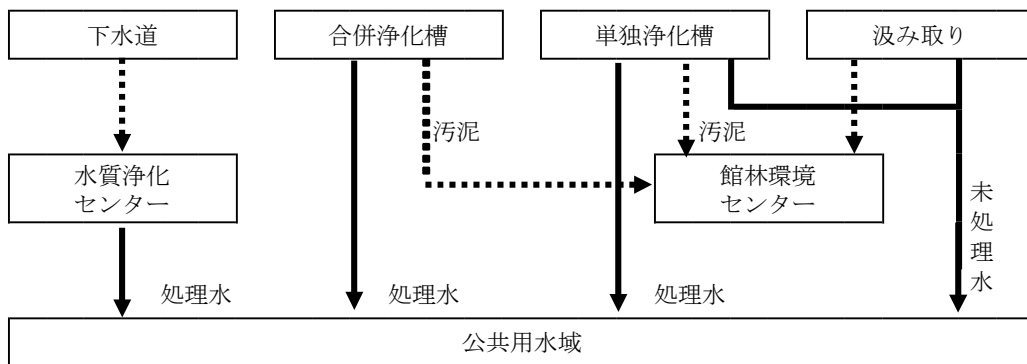 下水道
合併浄化槽
単独浄化槽
汲み取り
汚泥
汚泥
水質浄化
センター
館林環境
センター
未処理水
処理水
処理水
処理水
公共用水域